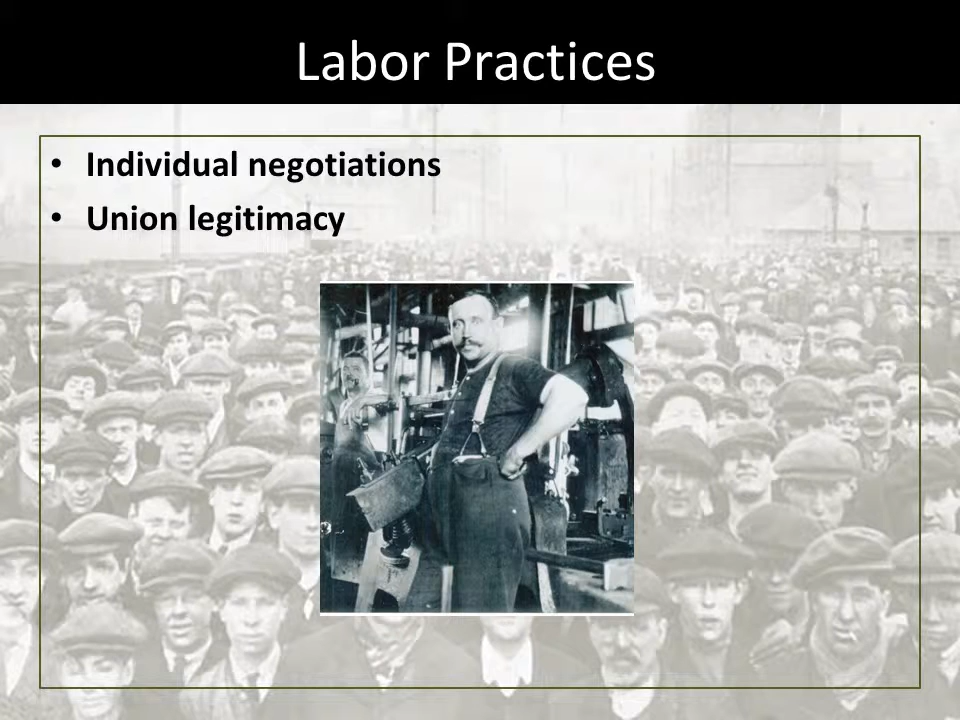 Labor Practices
• Individual negotiations
• Union legitimacy